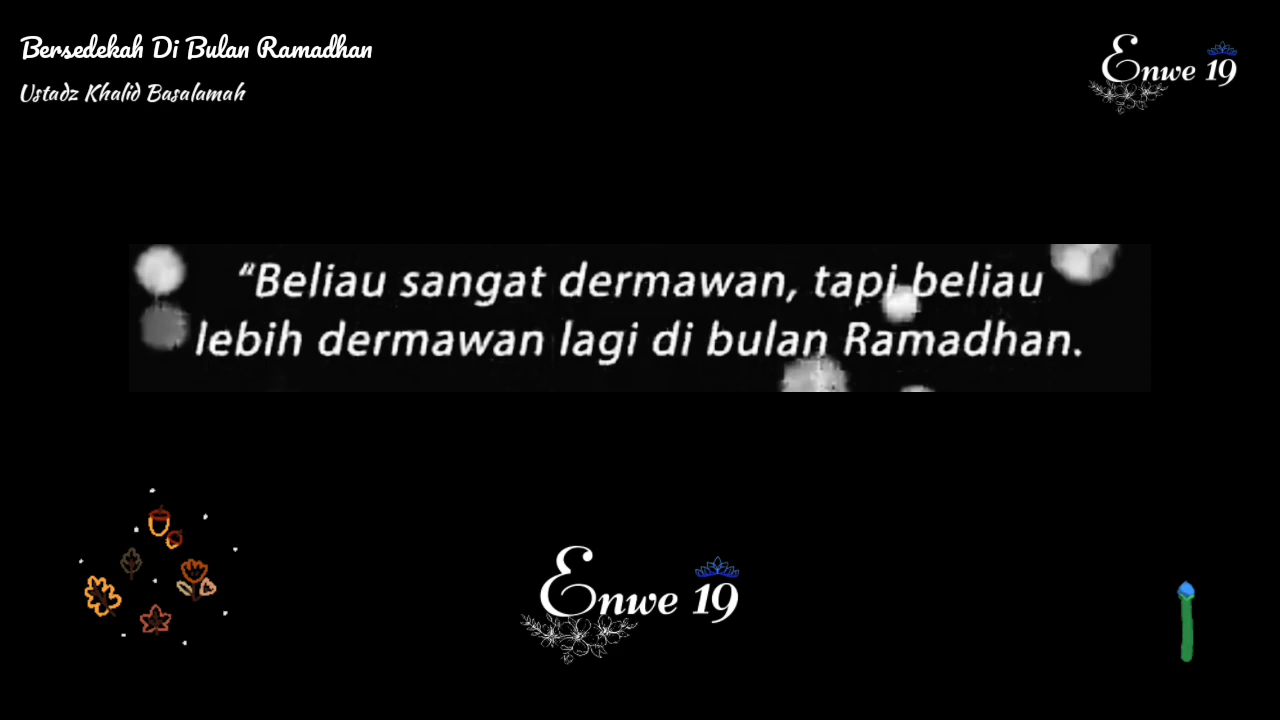 Bersedekah Di Bulan Ramadhan
Ustadz Khalid Basalamah
Enwe 19
“Beliau sangat dermawan, tapi beliau
lebih dermawan lagi di bulan Ramadhan.
Enwe 19